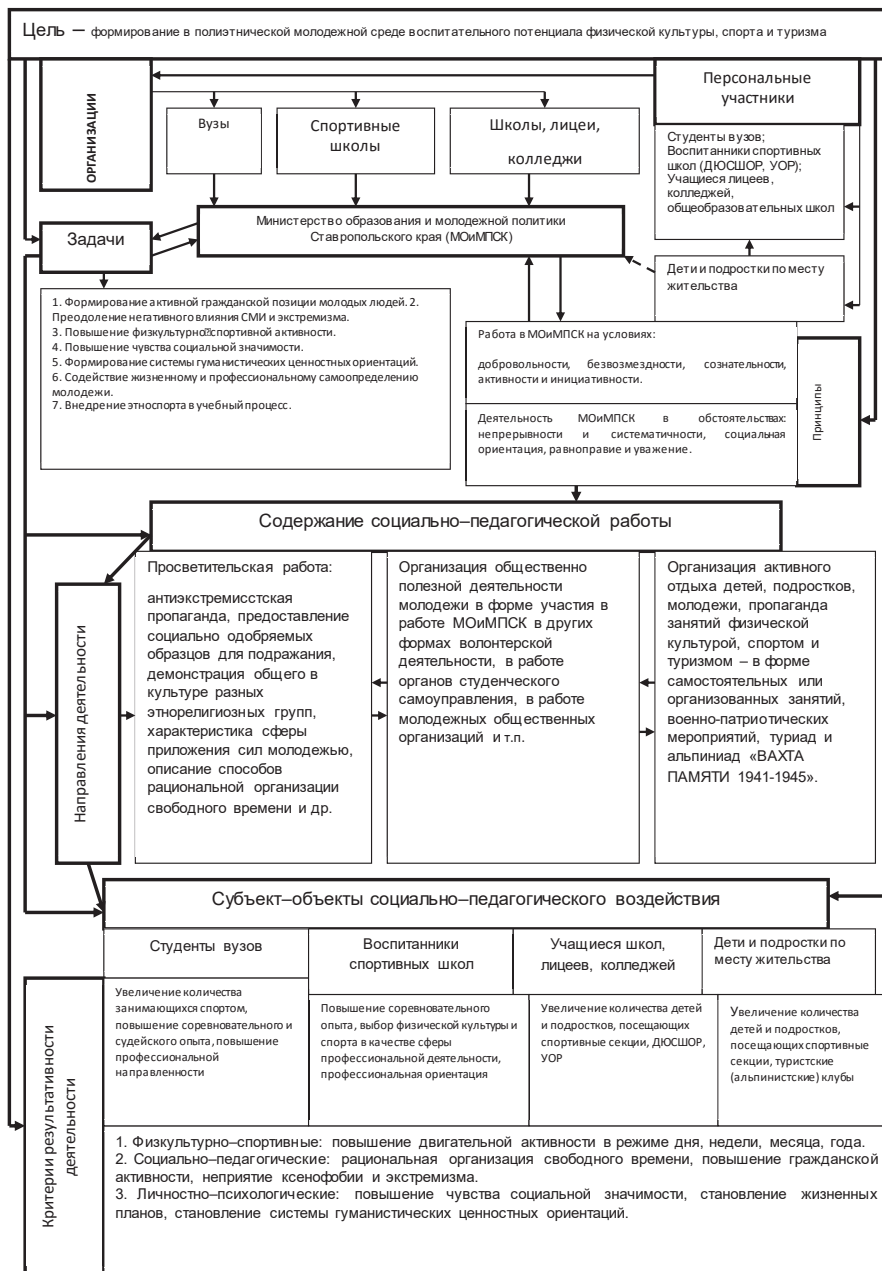 Цель – формирование в полиэтнической молодежной среде воспитательного потенциала физической культуры, спорта и туризма
ОРГАНИЗАЦИИ
Вузы
Спортивные
школы
Школы, лицеи,
колледжи
Персональные
участники
Студенты вузов;
Воспитанники спортивных
школ (ДЮСШОР, УОР);
Учащиеся лицеев,
колледжей,
общеобразовательных школ
Министерство образования и молодежной политики
Ставропольского края (МОиМПСК)
Задачи
Дети и подростки по месту
жительства
1. Формирование активной гражданской позиции молодых людей. 2.
Преодоление негативного влияния СМИ и экстремизма.
3. Повышение физкультурно-спортивной активности.
4. Повышение чувства социальной значимости.
5. Формирование системы гуманистических ценностных ориентаций.
6. Содействие жизненному и профессиональному самоопределению
молодежи.
7. Внедрение этноспорта в учебный процесс.
Работа в МОиМПСК на условиях:
добровольности, безвозмездности, сознательности,
активности и инициативности.
Деятельность МОиМПСК в обстоятельствах:
непрерывности и систематичности, социальная
ориентация, равноправие и уважение.
Принципы
Содержание социально–педагогической работы
Направления деятельности
Просветительская работа:
антиэкстремисстская
пропаганда, предоставление
социально одобряемых
образцов для подражания,
демонстрация общего в
культуре разных
этнорелигиозных групп,
характеристика сферы
приложения сил молодежью,
описание способов
рациональной организации
свободного времени и др.
Организация общественно
полезной деятельности
молодежи в форме участия в
работе МОиМПСК в других
формах волонтерской
деятельности, в работе
органов студенческого
самоуправления, в работе
молодежных общественных
организаций и т.п.
Организация активного
отдыха детей, подростков,
молодежи, пропаганда
занятий физической
культурой, спортом и
туризмом – в форме
самостоятельных или
организованных занятий,
военно-патриотических
мероприятий, туриад и
альпиниад «ВАХТА
ПАМЯТИ 1941-1945».
Субъект–объекты социально–педагогического воздействия
Студенты вузов
Воспитанники
спортивных школ
Учащиеся школ,
лицеев, колледжей
Дети и подростки по
месту жительства
Критерии результативности
деятельности
Увеличение количества
занимающихся спортом,
повышение соревновательного и
судейского опыта, повышение
профессиональной
направленности
Повышение соревновательного
опыта, выбор физической культуры и
спорта в качестве сферы
профессиональной деятельности,
профессиональная ориентация
Увеличение количества детей
и подростков, посещающих
спортивные секции, ДЮСШОР,
УОР
Увеличение количества
детей и подростков,
посещающих спортивные
секции, туристские
(альпинистские) клубы
1. Физкультурно–спортивные: повышение двигательной активности в режиме дня, недели, месяца, года.
2. Социально–педагогические: рациональная организация свободного времени, повышение гражданской
активности, неприятие ксенофобии и экстремизма.
3. Личностно–психологические: повышение чувства социальной значимости, становление жизненных
планов, становление системы гуманистических ценностных ориентаций.